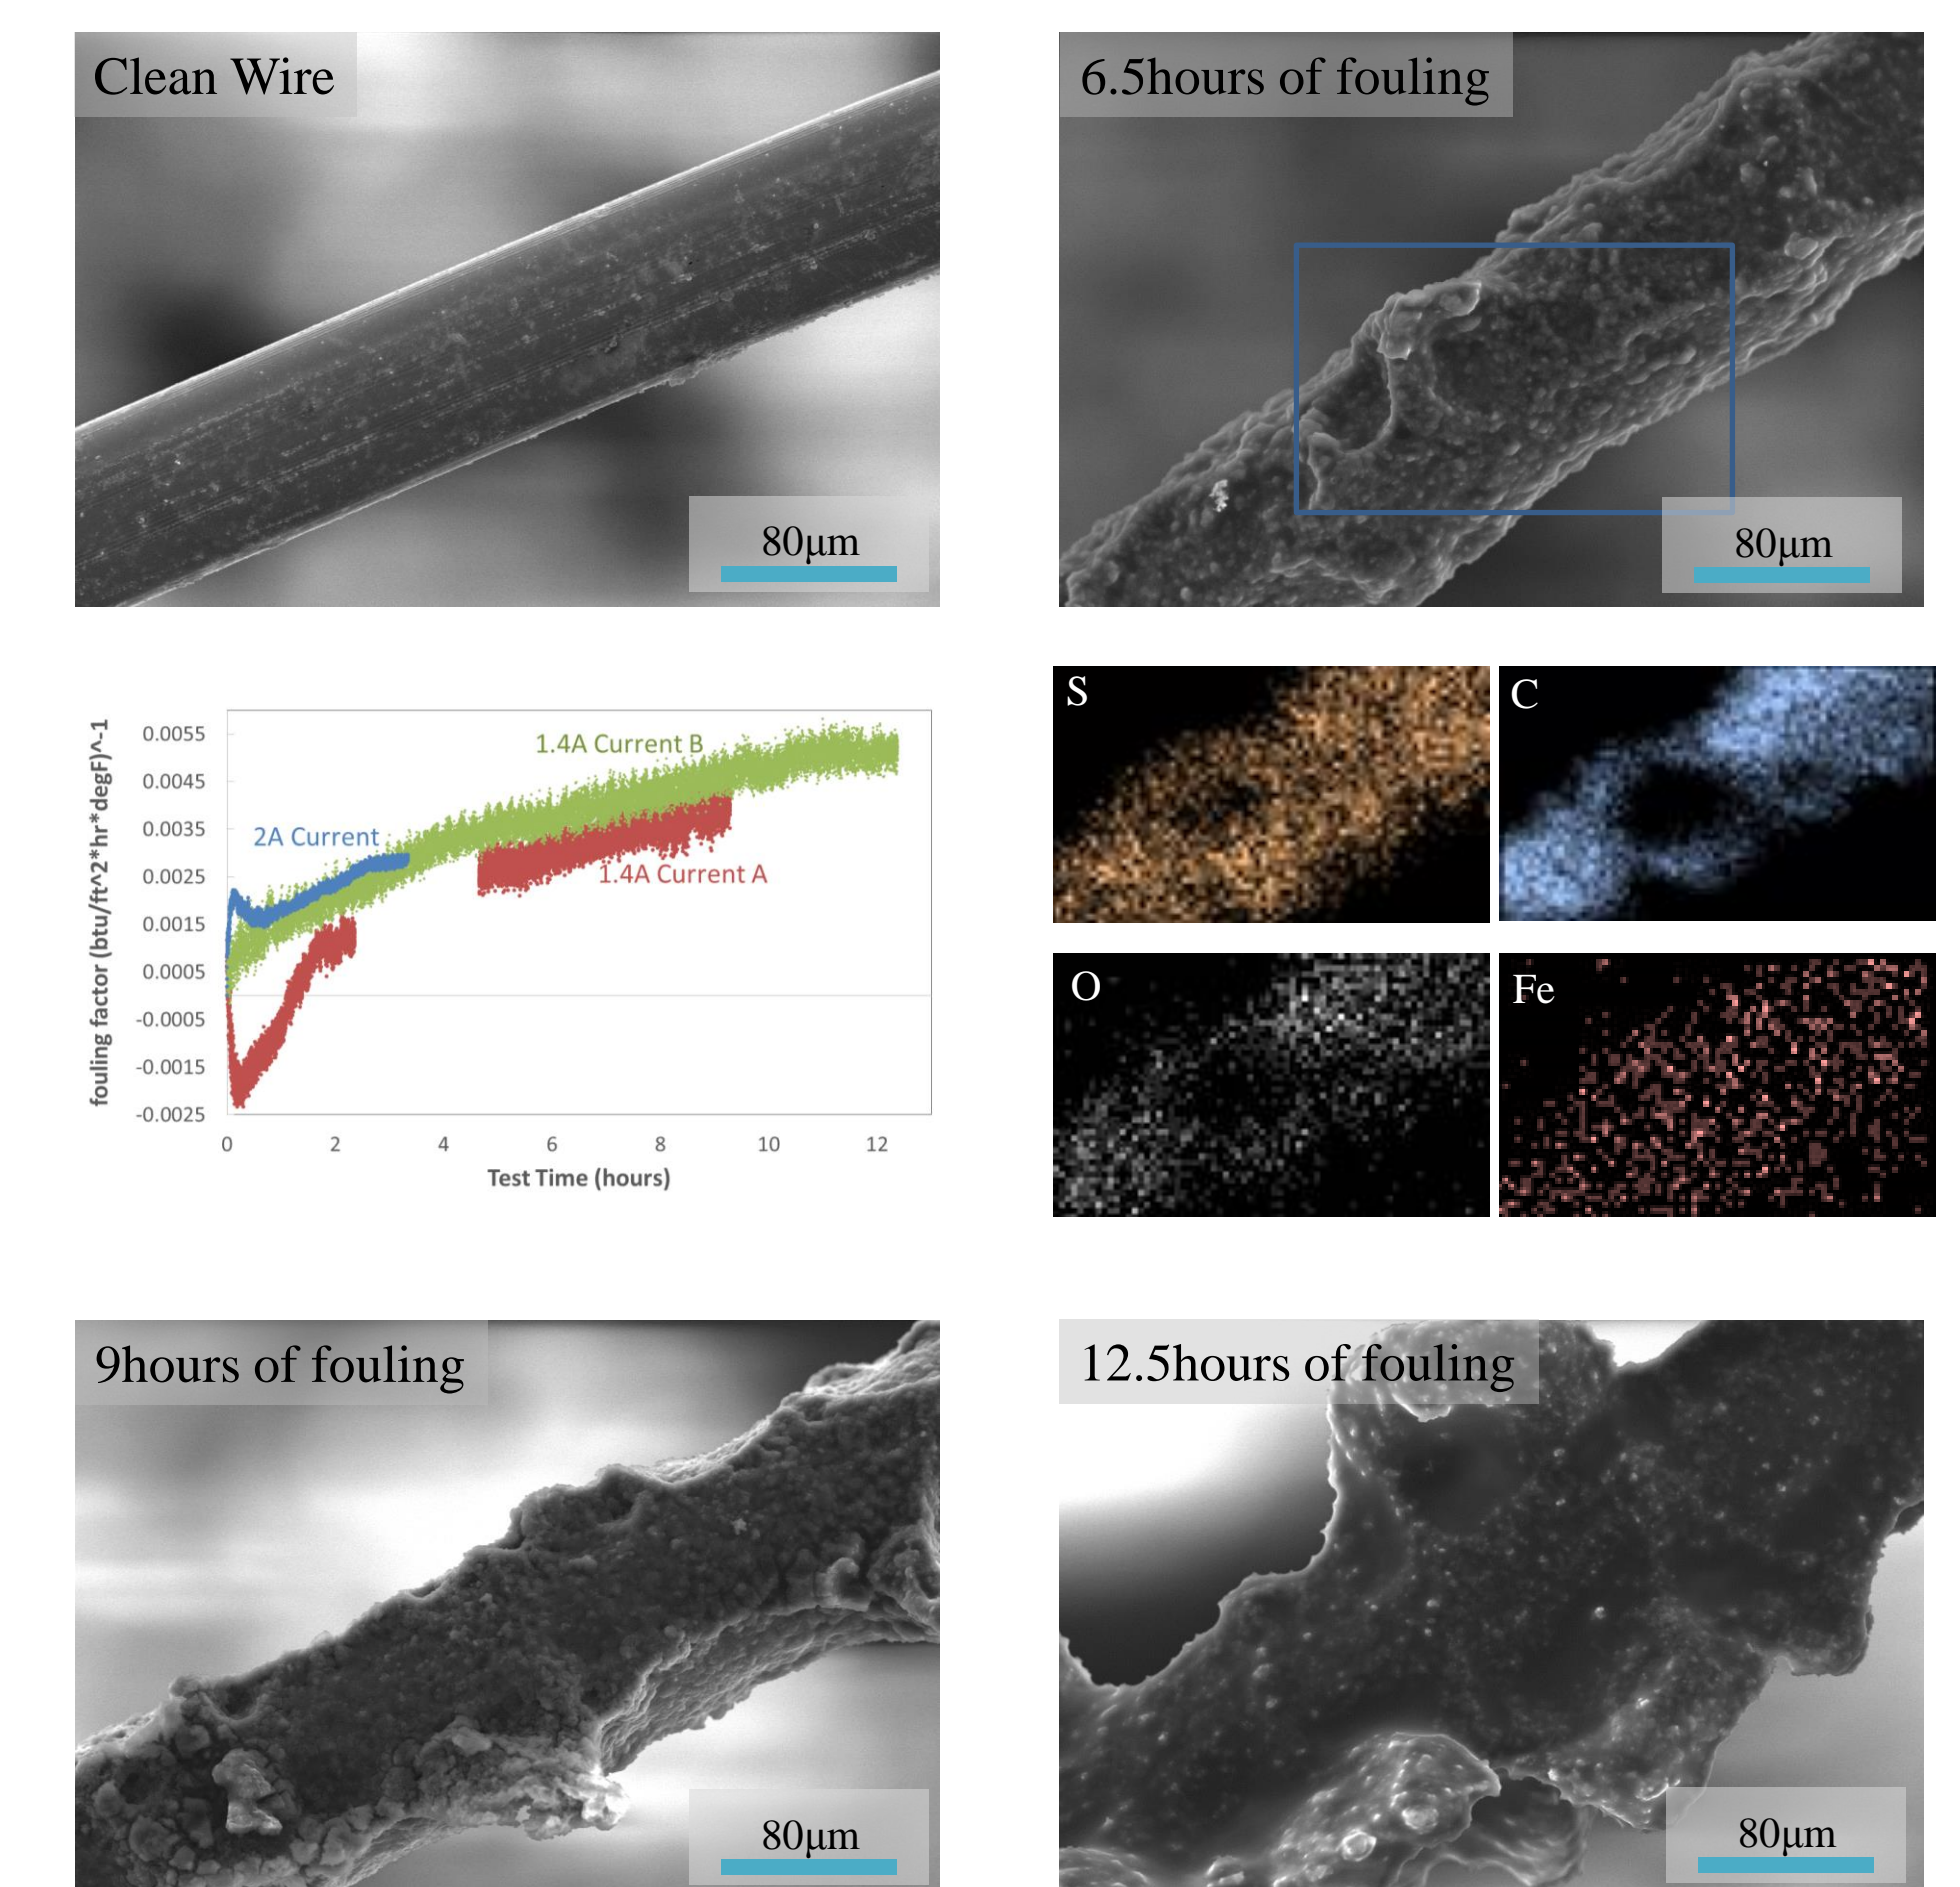 Clean Wire
80μm
6.5hours of fouling
80μm
fouling factor (btu/ft^2*hr*degF)^-1
0.0055
0.0045
0.0035
0.0025
0.0015
0.0005
-0.0005
-0.0015
-0.0025
1.4A Current B
2A Current
1.4A Current A
0 2 4 6 8 10 12
Test Time (hours)
S
C
O
Fe
9hours of fouling
80μm
12.5hours of fouling
80μm